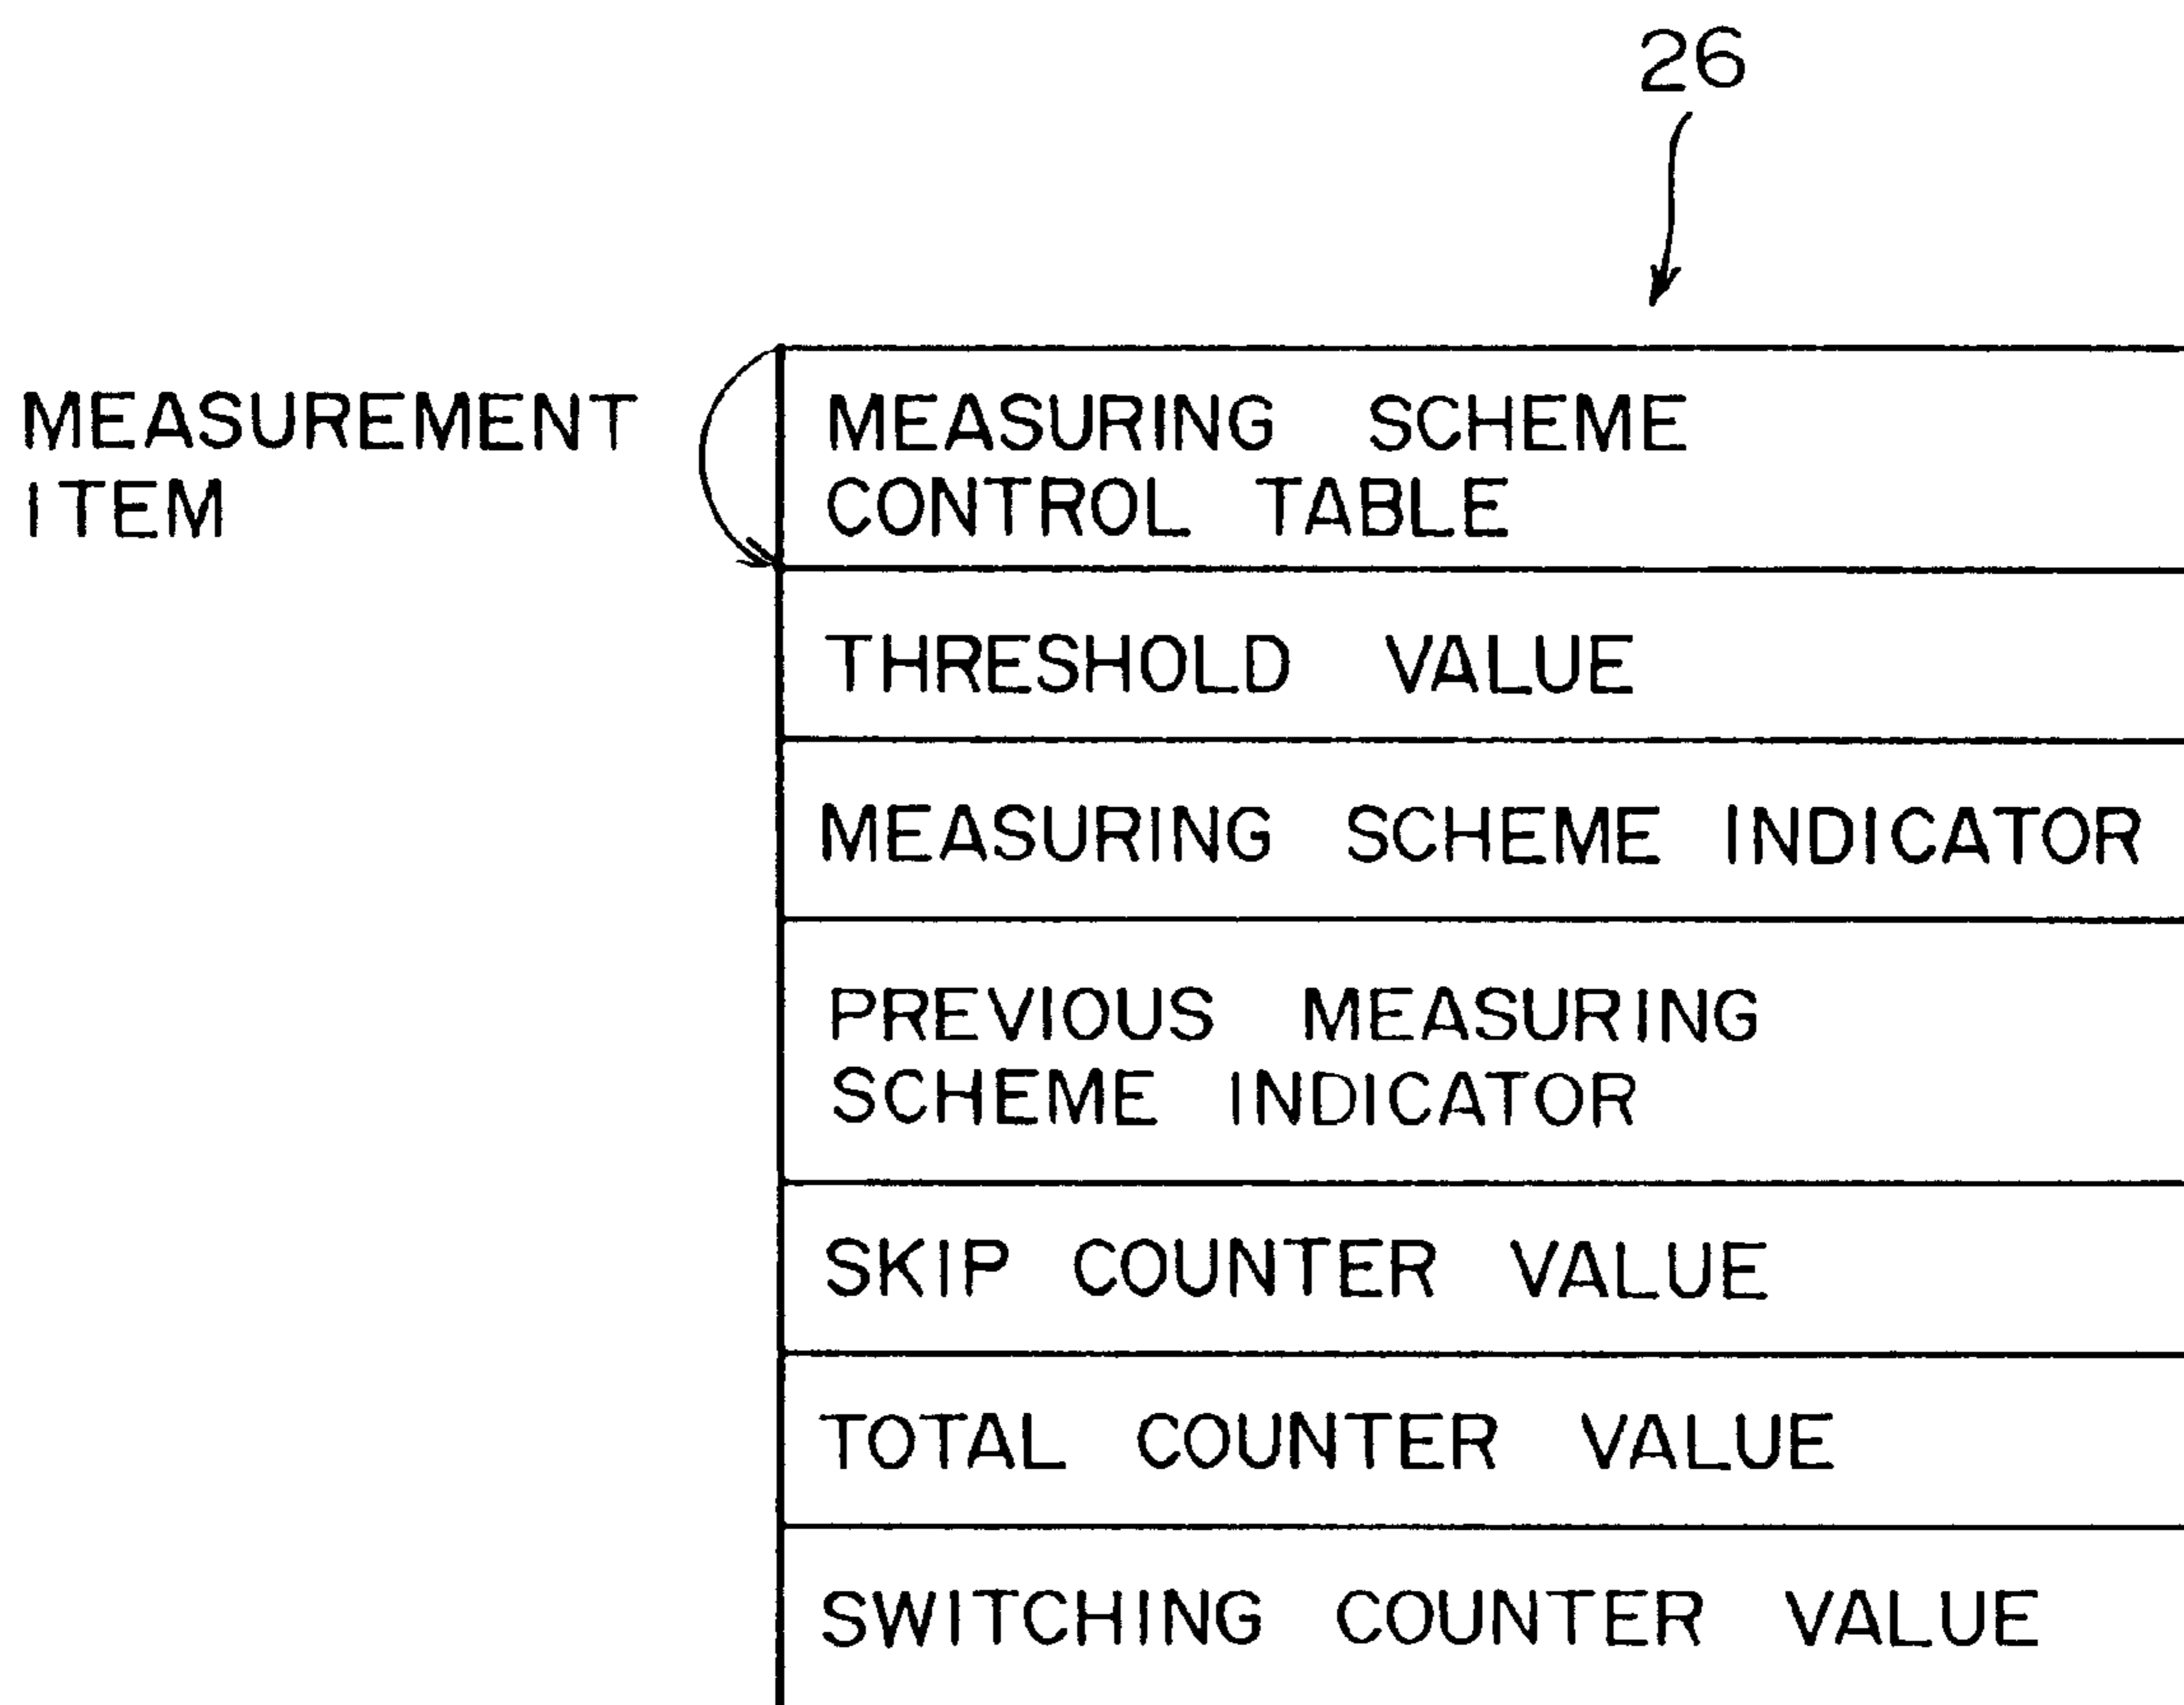 26
MEASUREMENT
ITEM
MEASURING SCHEME
CONTROL TABLE
THRESHOLD VALUE
MEASURING SCHEME INDICATOR
PREVIOUS MEASURING
SCHEME INDICATOR
SKIP COUNTER VALUE
TOTAL COUNTER VALUE
SWITCHING COUNTER VALUE